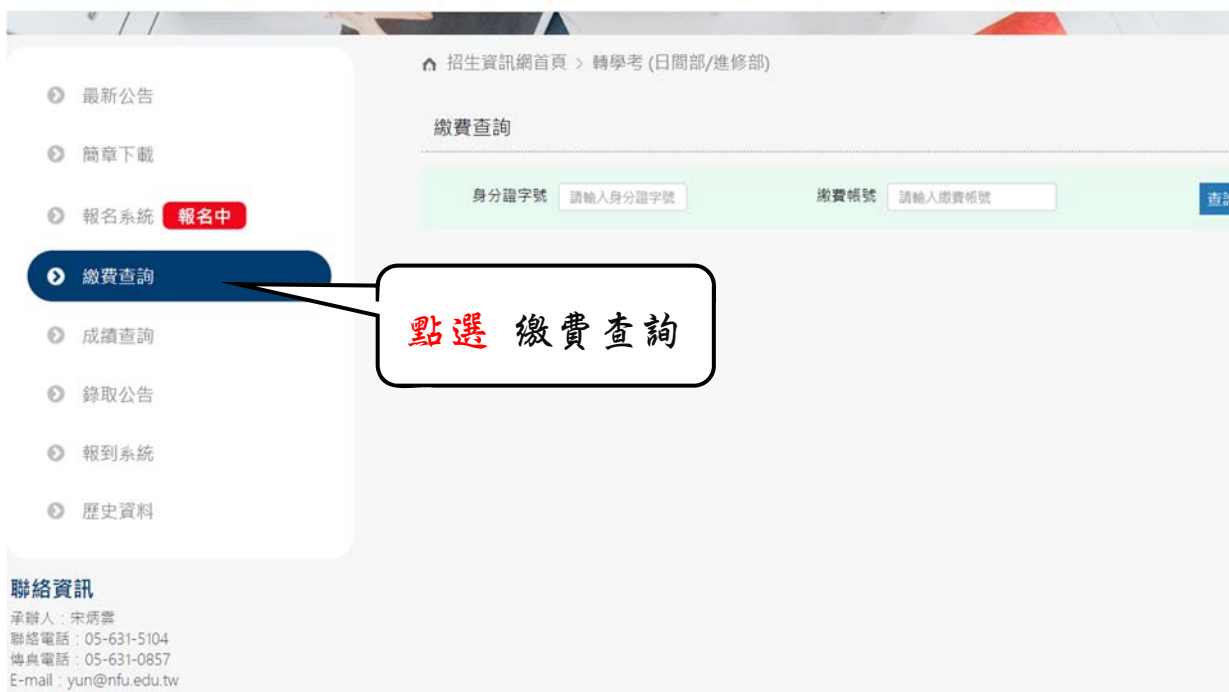 招生資訊網首頁 > 轉學考 (日間部/進修部)
最新公告
簡章下載
報名系統 報名中
繳費查詢
成績查詢
錄取公告
報到系統
歷史資料
繳費查詢
身分證字號 請輸入身分證字號 繳費帳號 請輸入繳費帳號 查詢
點選 繳費查詢
聯絡資訊
承辦人：宋炳雲
聯絡電話：05-631-5104
傳真電話：05-631-0857
E-mail：yun@nfu.edu.tw